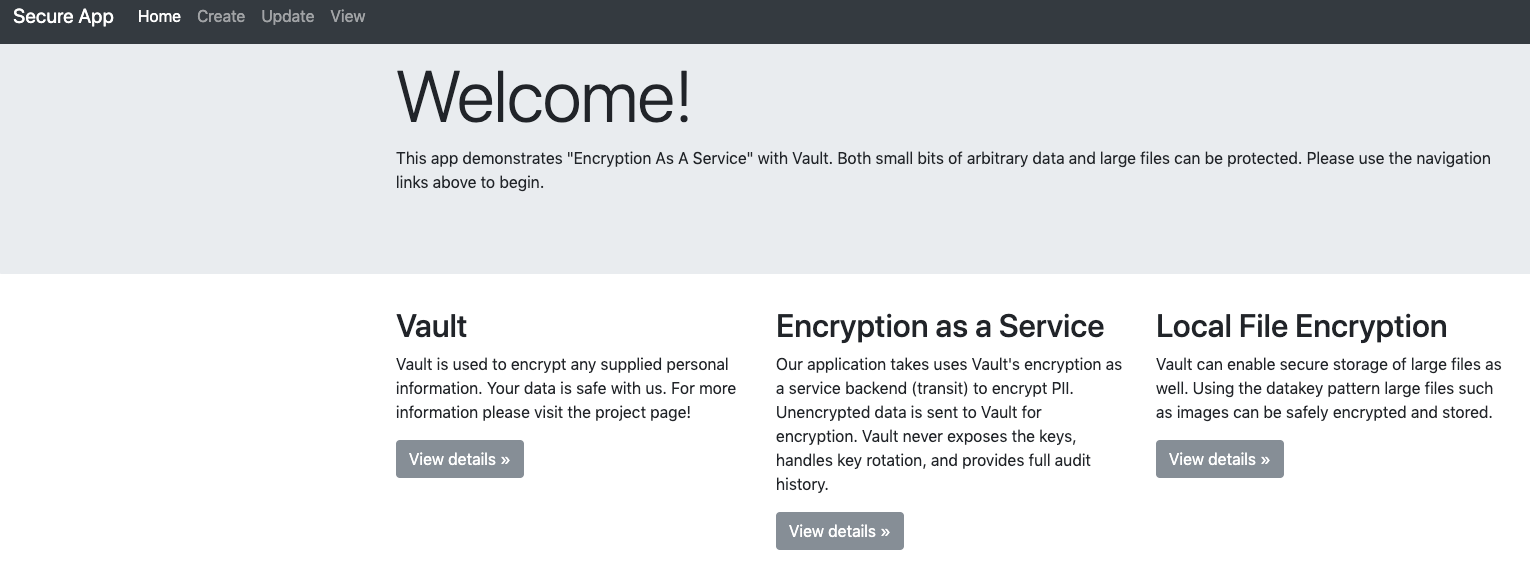 Secure App Home Create Update View
Welcome!
This app demonstrates "Encryption As A Service" with Vault. Both small bits of arbitrary data and large files can be protected. Please use the navigation
links above to begin.
Vault
Vault is used to encrypt any supplied personal
information. Your data is safe with us. For more
information please visit the project page!
View details »
Encryption as a Service
Our application takes uses Vault's encryption as
a service backend (transit) to encrypt PII.
Unencrypted data is sent to Vault for
encryption. Vault never exposes the keys,
handles key rotation, and provides full audit
history.
View details »
Local File Encryption
Vault can enable secure storage of large files as
well. Using the datakey pattern large files such
as images can be safely encrypted and stored.
View details »